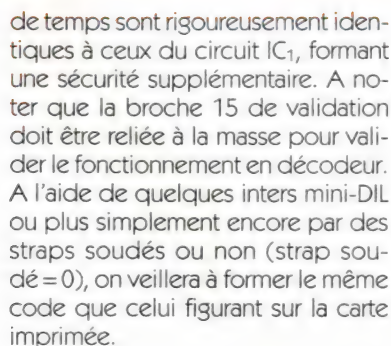 de temps sont rigoureusement iden-
tiques à ceux du circuit IC₁, formant
une sécurité supplémentaire. A no-
ter que la broche 15 de validation
doit être reliée à la masse pour vali-
der le fonctionnement en décodeur.
A l'aide de quelques inters mini-DIL
ou plus simplement encore par des
straps soudés ou non (strap sou-
dé = 0), on veillera à former le même
code que celui figurant sur la carte
imprimée.